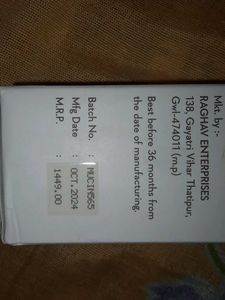 Mkt. by :-
RAGHAV ENTERPRISES
138, Gayatri Vihar Thatipur,
Gwl-474011 (m.p)
Best before 36 months from
the date of manufacturing.
Batch No. : MUCIN565
Mfg Date : OCT.2024
M.R.P. : 1449.00